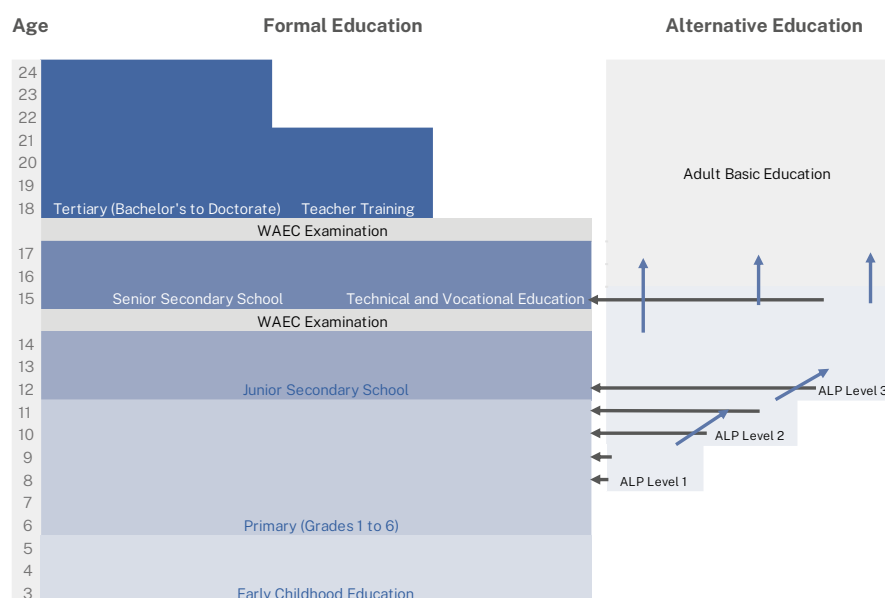 Age Formal Education Alternative Education
24
23
22
21
20
19
18 Tertiary (Bachelor's to Doctorate) Teacher Training
Adult Basic Education
WAEC Examination
17
16
15 Senior Secondary School Technical and Vocational Education
WAEC Examination
14
13
12 Junior Secondary School ALP Level 3
11
10 ALP Level 2
9
8 ALP Level 1
7
6 Primary (Grades 1 to 6)
5
4
3 Early Childhood Education